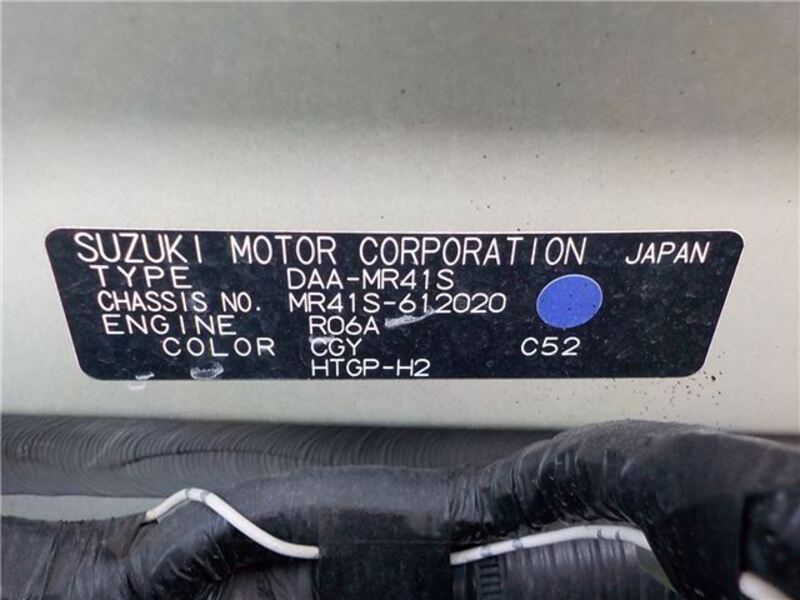 SUZUKI MOTOR CORPORATION JAPAN
TYPE DAA-MR41S
CHASSIS NO. MR41S-612020
ENGINE R06A
COLOR CGY C52
HTGP-H2